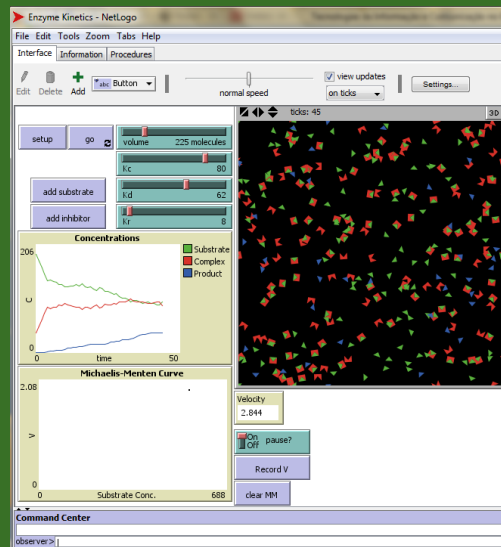 Enzyme Kinetics - NetLogo
File Edit Tools Zoom Tabs Help
Interface Information Procedures
Edit Delete Add abc Button normal speed view updates on ticks Settings...
ticks: 45 3D
setup go volume 225 molecules
Kc 80
add substrate Kd 62
add inhibitor Kr 8
Concentrations
206
C
0
0 time 50
Substrate
Complex
Product
Michaelis-Menten Curve
2.08
V
0
0 Substrate Conc. 688
Velocity
2.844
On
Off pause?
Record V
clear MM
Command Center
observer>